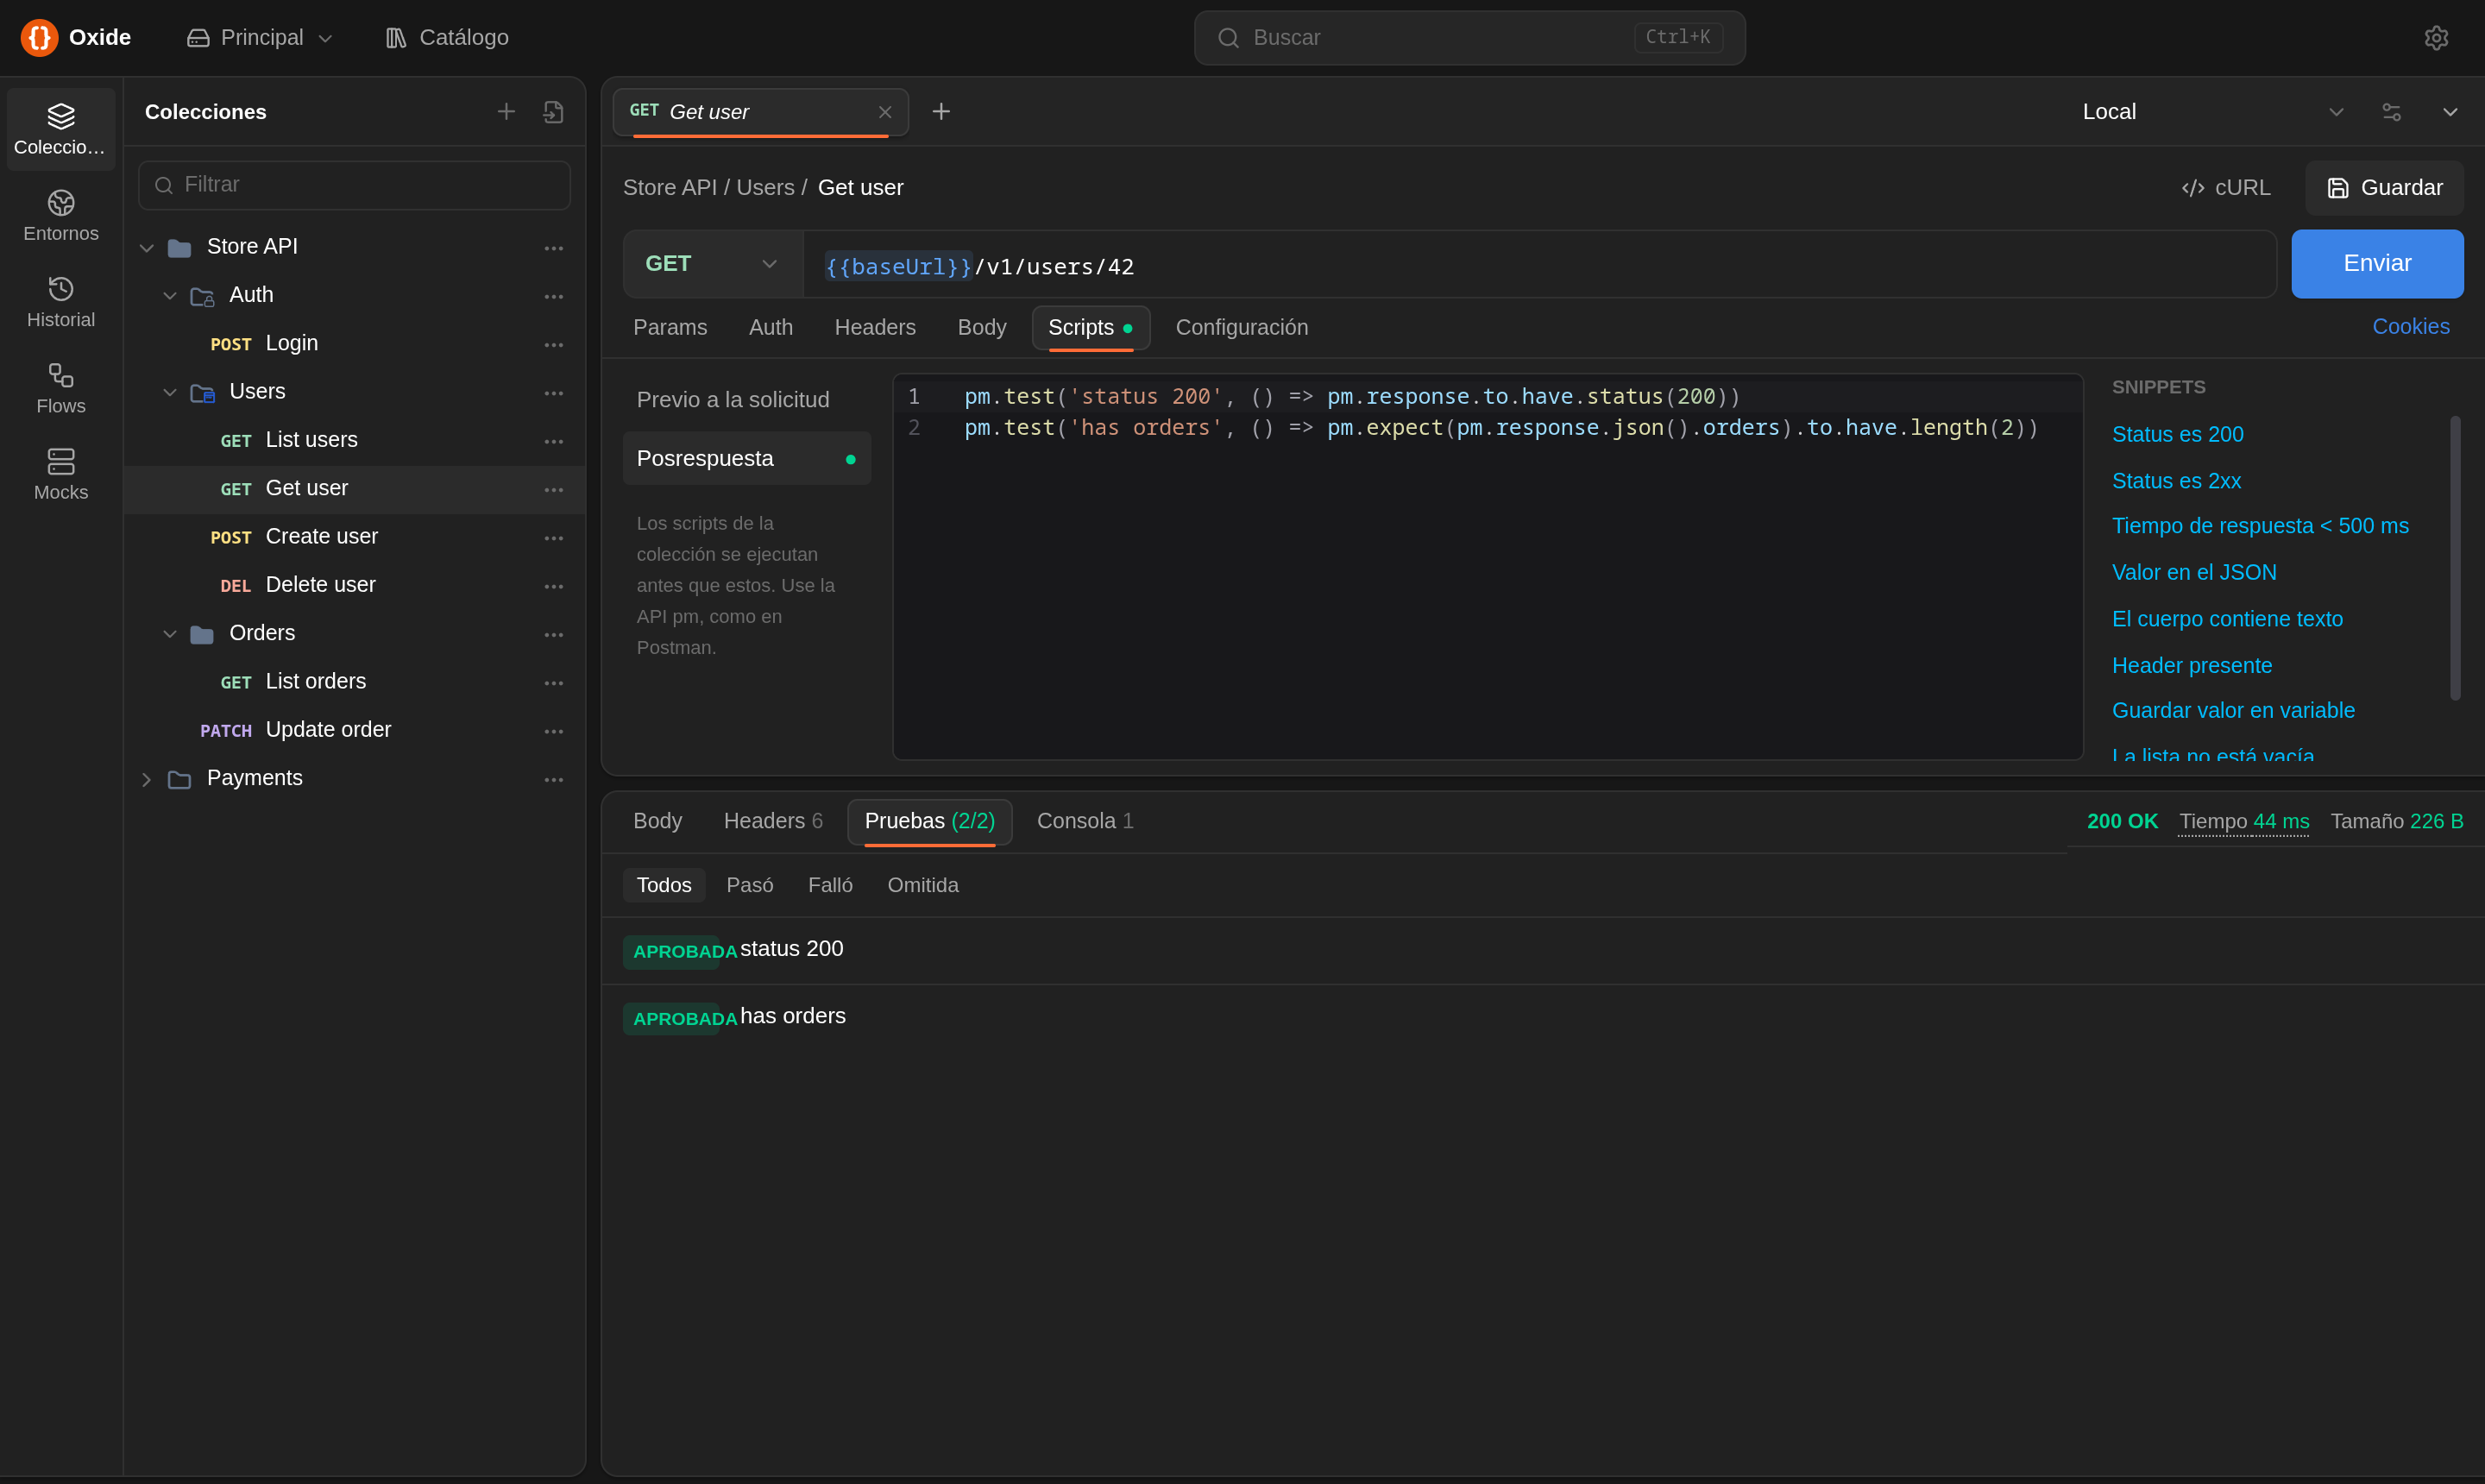 Oxide
Principal
Catálogo
Buscar
Ctrl+K
Coleccio…
Entornos
Historial
Flows
Mocks
Colecciones
Filtrar
Store API
Auth
POST Login
Users
GET List users
GET Get user
POST Create user
DEL Delete user
Orders
GET List orders
PATCH Update order
Payments
GET Get user
Local
Store API / Users / Get user
cURL
Guardar
GET
{{baseUrl}}/v1/users/42
Enviar
Params Auth Headers Body Scripts Configuración
Cookies
Previo a la solicitud
Posrespuesta
Los scripts de la
colección se ejecutan
antes que estos. Use la
API pm, como en
Postman.
1 pm.test('status 200', () => pm.response.to.have.status(200))
2 pm.test('has orders', () => pm.expect(pm.response.json().orders).to.have.length(2))
SNIPPETS
Status es 200
Status es 2xx
Tiempo de respuesta < 500 ms
Valor en el JSON
El cuerpo contiene texto
Header presente
Guardar valor en variable
La lista no está vacía
Body Headers 6 Pruebas (2/2) Consola 1
200 OK Tiempo 44 ms Tamaño 226 B
Todos Pasó Falló Omitida
APROBADA status 200
APROBADA has orders